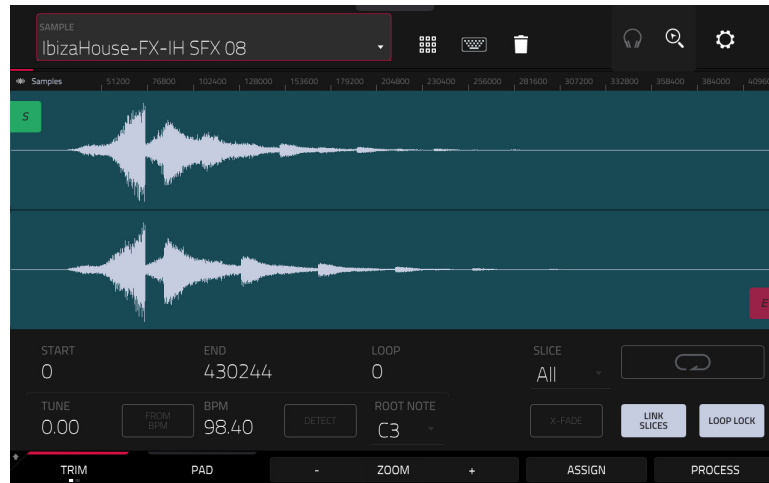 SAMPLE
IbizaHouse-FX-IH SFX 08
Samples 51200 76800 102400 128000 153600 179200 204800 230400 256000 281600 307200 332800 358400 384000
S
E
START END LOOP SLICE
0 430244 0 All
TUNE BPM ROOT NOTE
0.00 FROM BPM 98.40 DETECT C3 X-FADE LINK SLICES LOOP LOCK
TRIM PAD - ZOOM + ASSIGN PROCESS